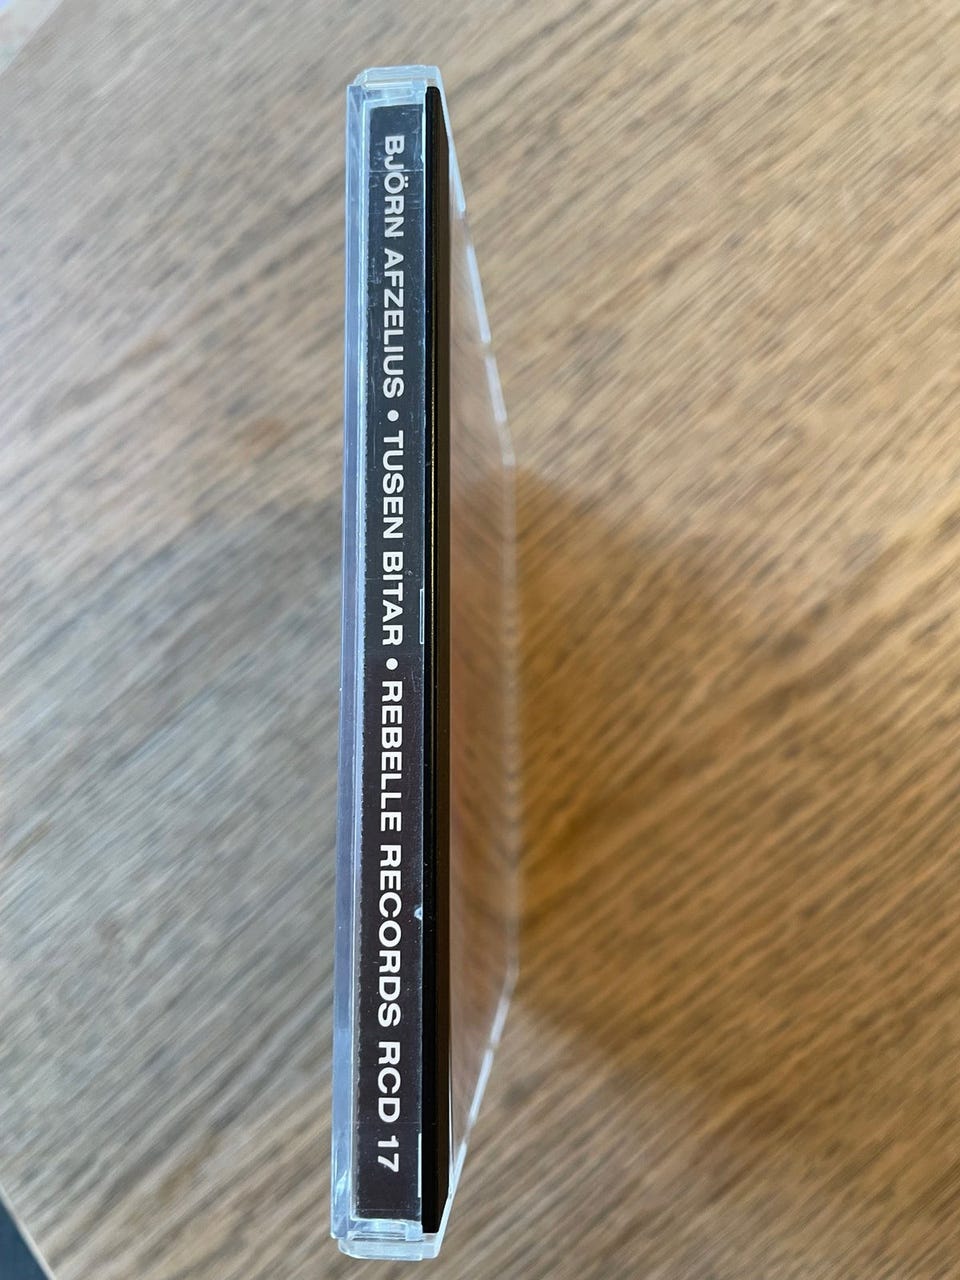 BJÖRN AFZELIUS • TUSEN BITAR • REBELLE RECORDS RCD 17